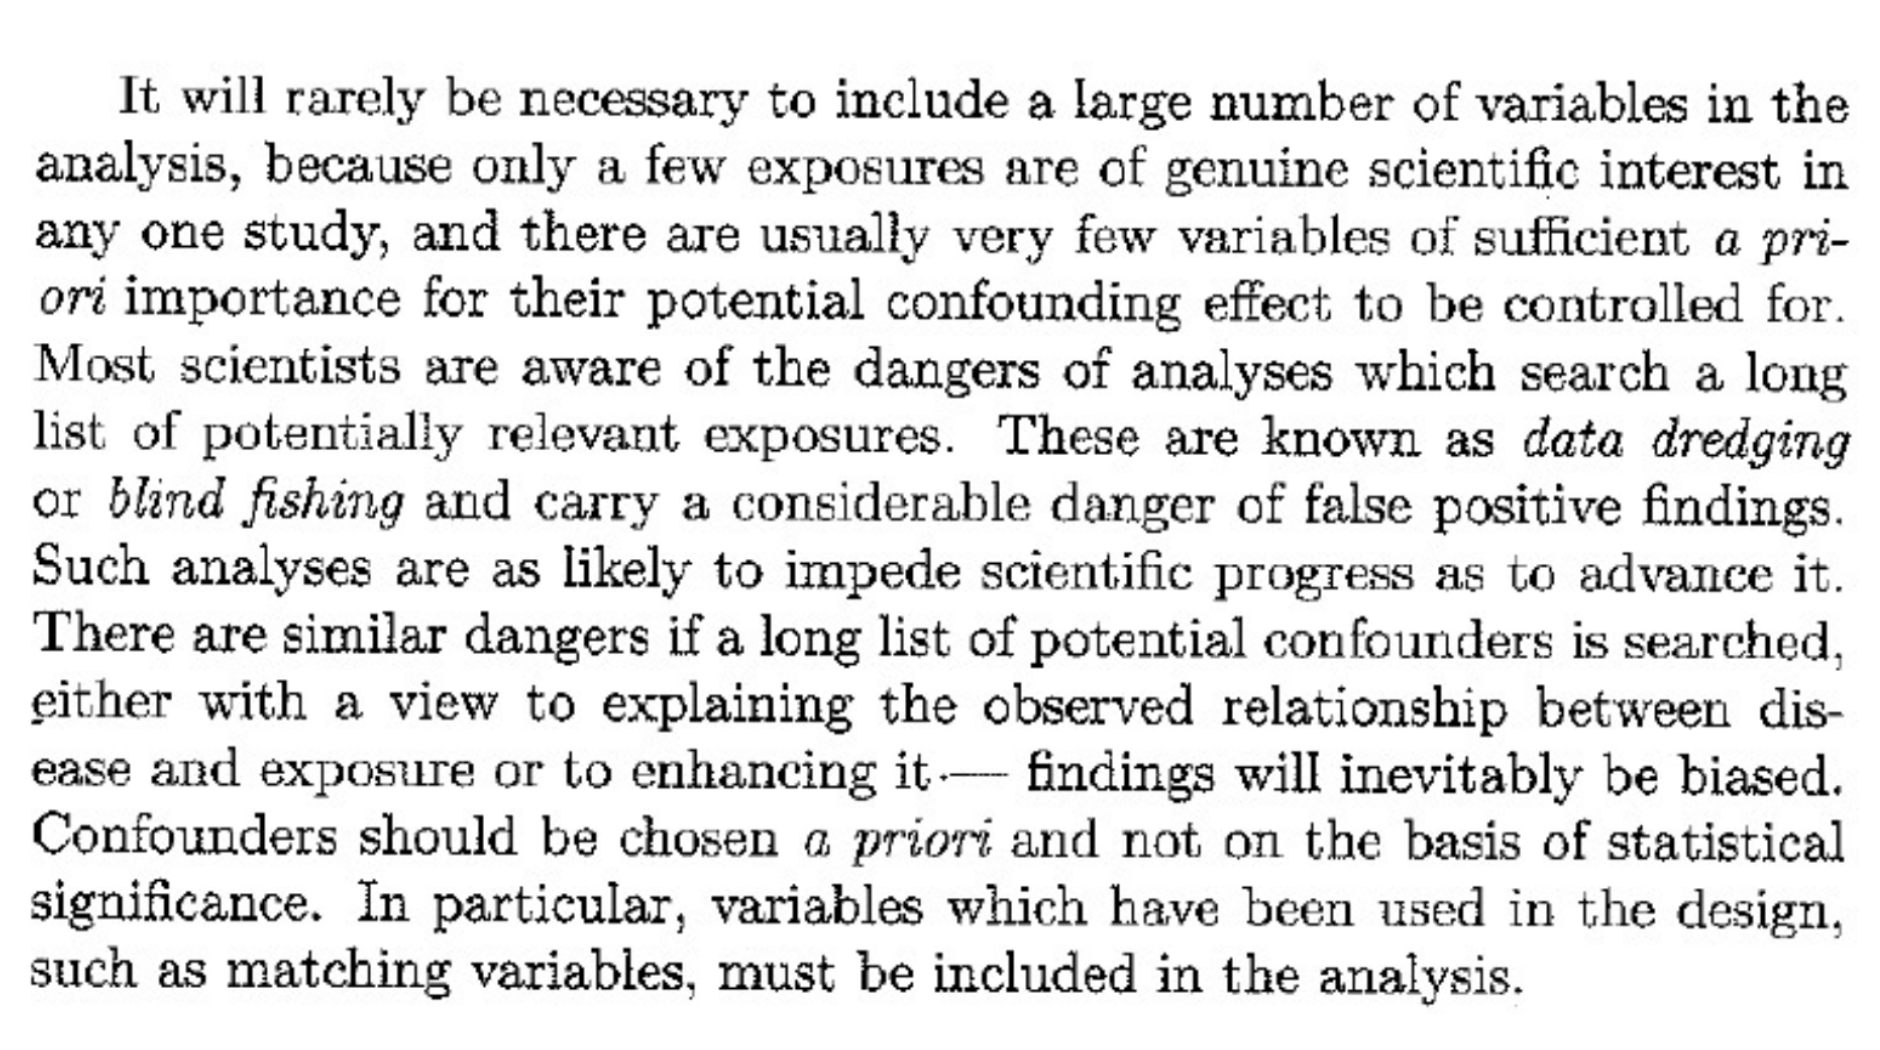 It will rarely be necessary to include a large number of variables in the
analysis, because only a few exposures are of genuine scientific interest in
any one study, and there are usually very few variables of sufficient a pri-
ori importance for their potential confounding effect to be controlled for.
Most scientists are aware of the dangers of analyses which search a long
list of potentially relevant exposures. These are known as data dredging
or blind fishing and carry a considerable danger of false positive findings.
Such analyses are as likely to impede scientific progress as to advance it.
There are similar dangers if a long list of potential confounders is searched,
either with a view to explaining the observed relationship between dis-
ease and exposure or to enhancing it — findings will inevitably be biased.
Confounders should be chosen a priori and not on the basis of statistical
significance. In particular, variables which have been used in the design,
such as matching variables, must be included in the analysis.